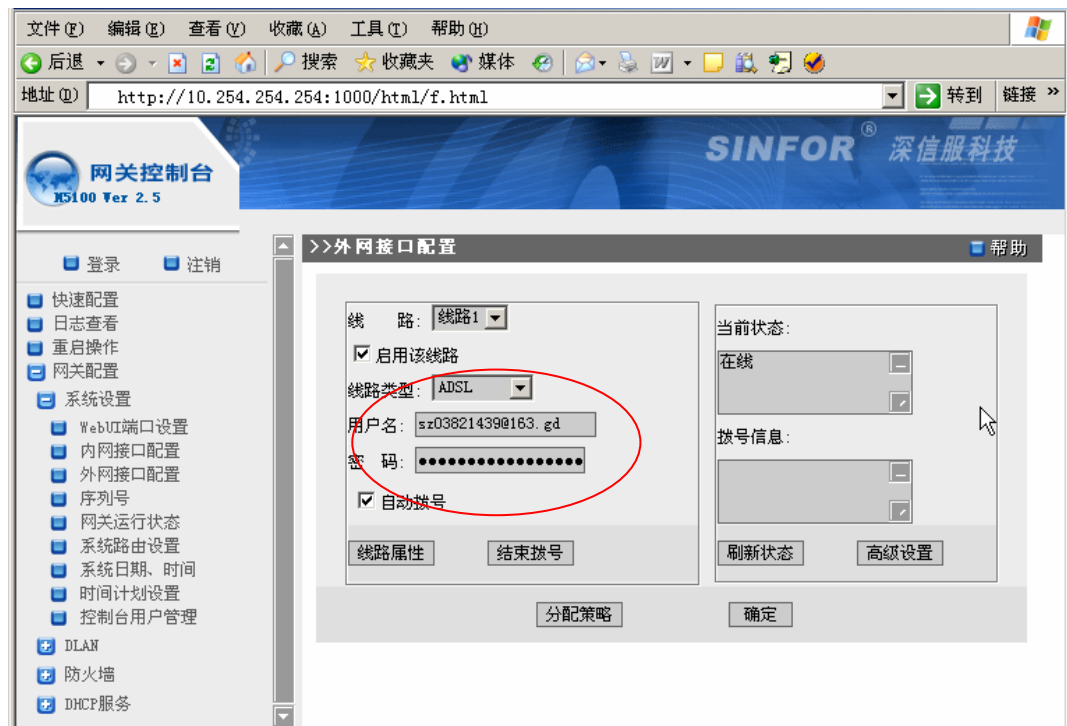 文件(F) 编辑(E) 查看(V) 收藏(A) 工具(T) 帮助(H)
后退 搜索 收藏夹 媒体
地址(D) http://10.254.254.254:1000/html/f.html 转到 链接 »
SINFOR® 深信服科技
网关控制台
M5100 Ver 2.5
登录 注销
>>外网接口配置 帮助
快速配置
日志查看
重启操作
网关配置
系统设置
WebUI端口设置
内网接口配置
外网接口配置
序列号
网关运行状态
系统路由设置
系统日期、时间
时间计划设置
控制台用户管理
DLAN
防火墙
DHCP服务
线 路: 线路1
启用该线路
线路类型: ADSL
用户名: sz03821439@163.gd
密 码: ●●●●●●●●●●●●●●●●●
自动拨号
线路属性 结束拨号
当前状态:
在线
拨号信息:
刷新状态 高级设置
分配策略 确定